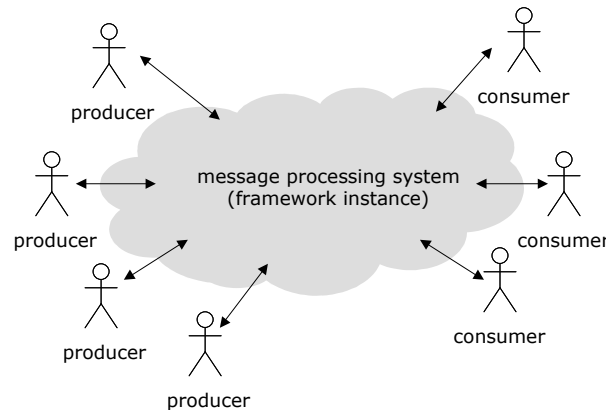 consumer
producer
message processing system
(framework instance)
producer
consumer
producer
consumer
producer